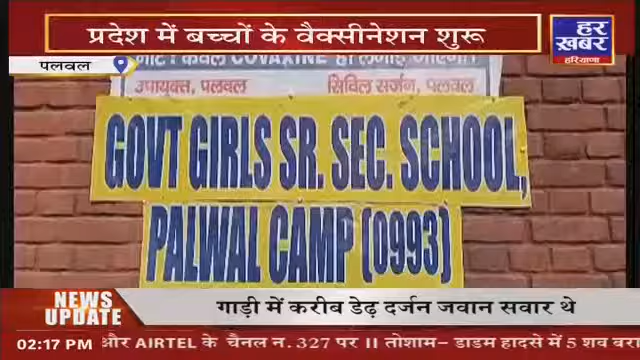 प्रदेश में बच्चों के वैक्सीनेशन शुरू
हर
ख़बर
हरियाणा
पलवल
उपायुक्त, पलवल सिविल सर्जन, पलवल
GOVT GIRLS SR. SEC. SCHOOL,
PALWAL CAMP (0993)
NEWS
UPDATE
गाड़ी में करीब डेढ़ दर्जन जवान सवार थे
02:17 PM और AIRTEL के चैनल न. 327 पर II तोशाम- डाडम हादसे में 5 शव बरा